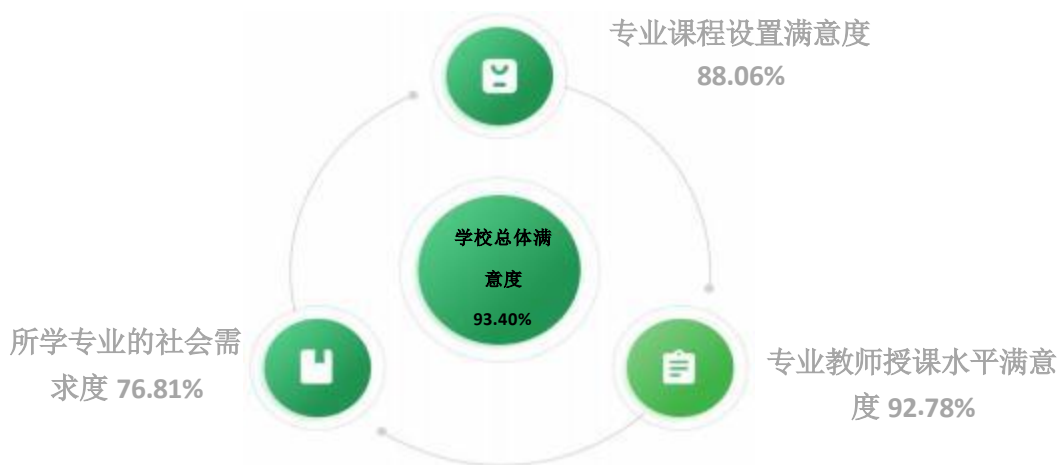 专业课程设置满意度
88.06%
学校总体满
意度
93.40%
所学专业的社会需
求度 76.81%
专业教师授课水平满意
度 92.78%